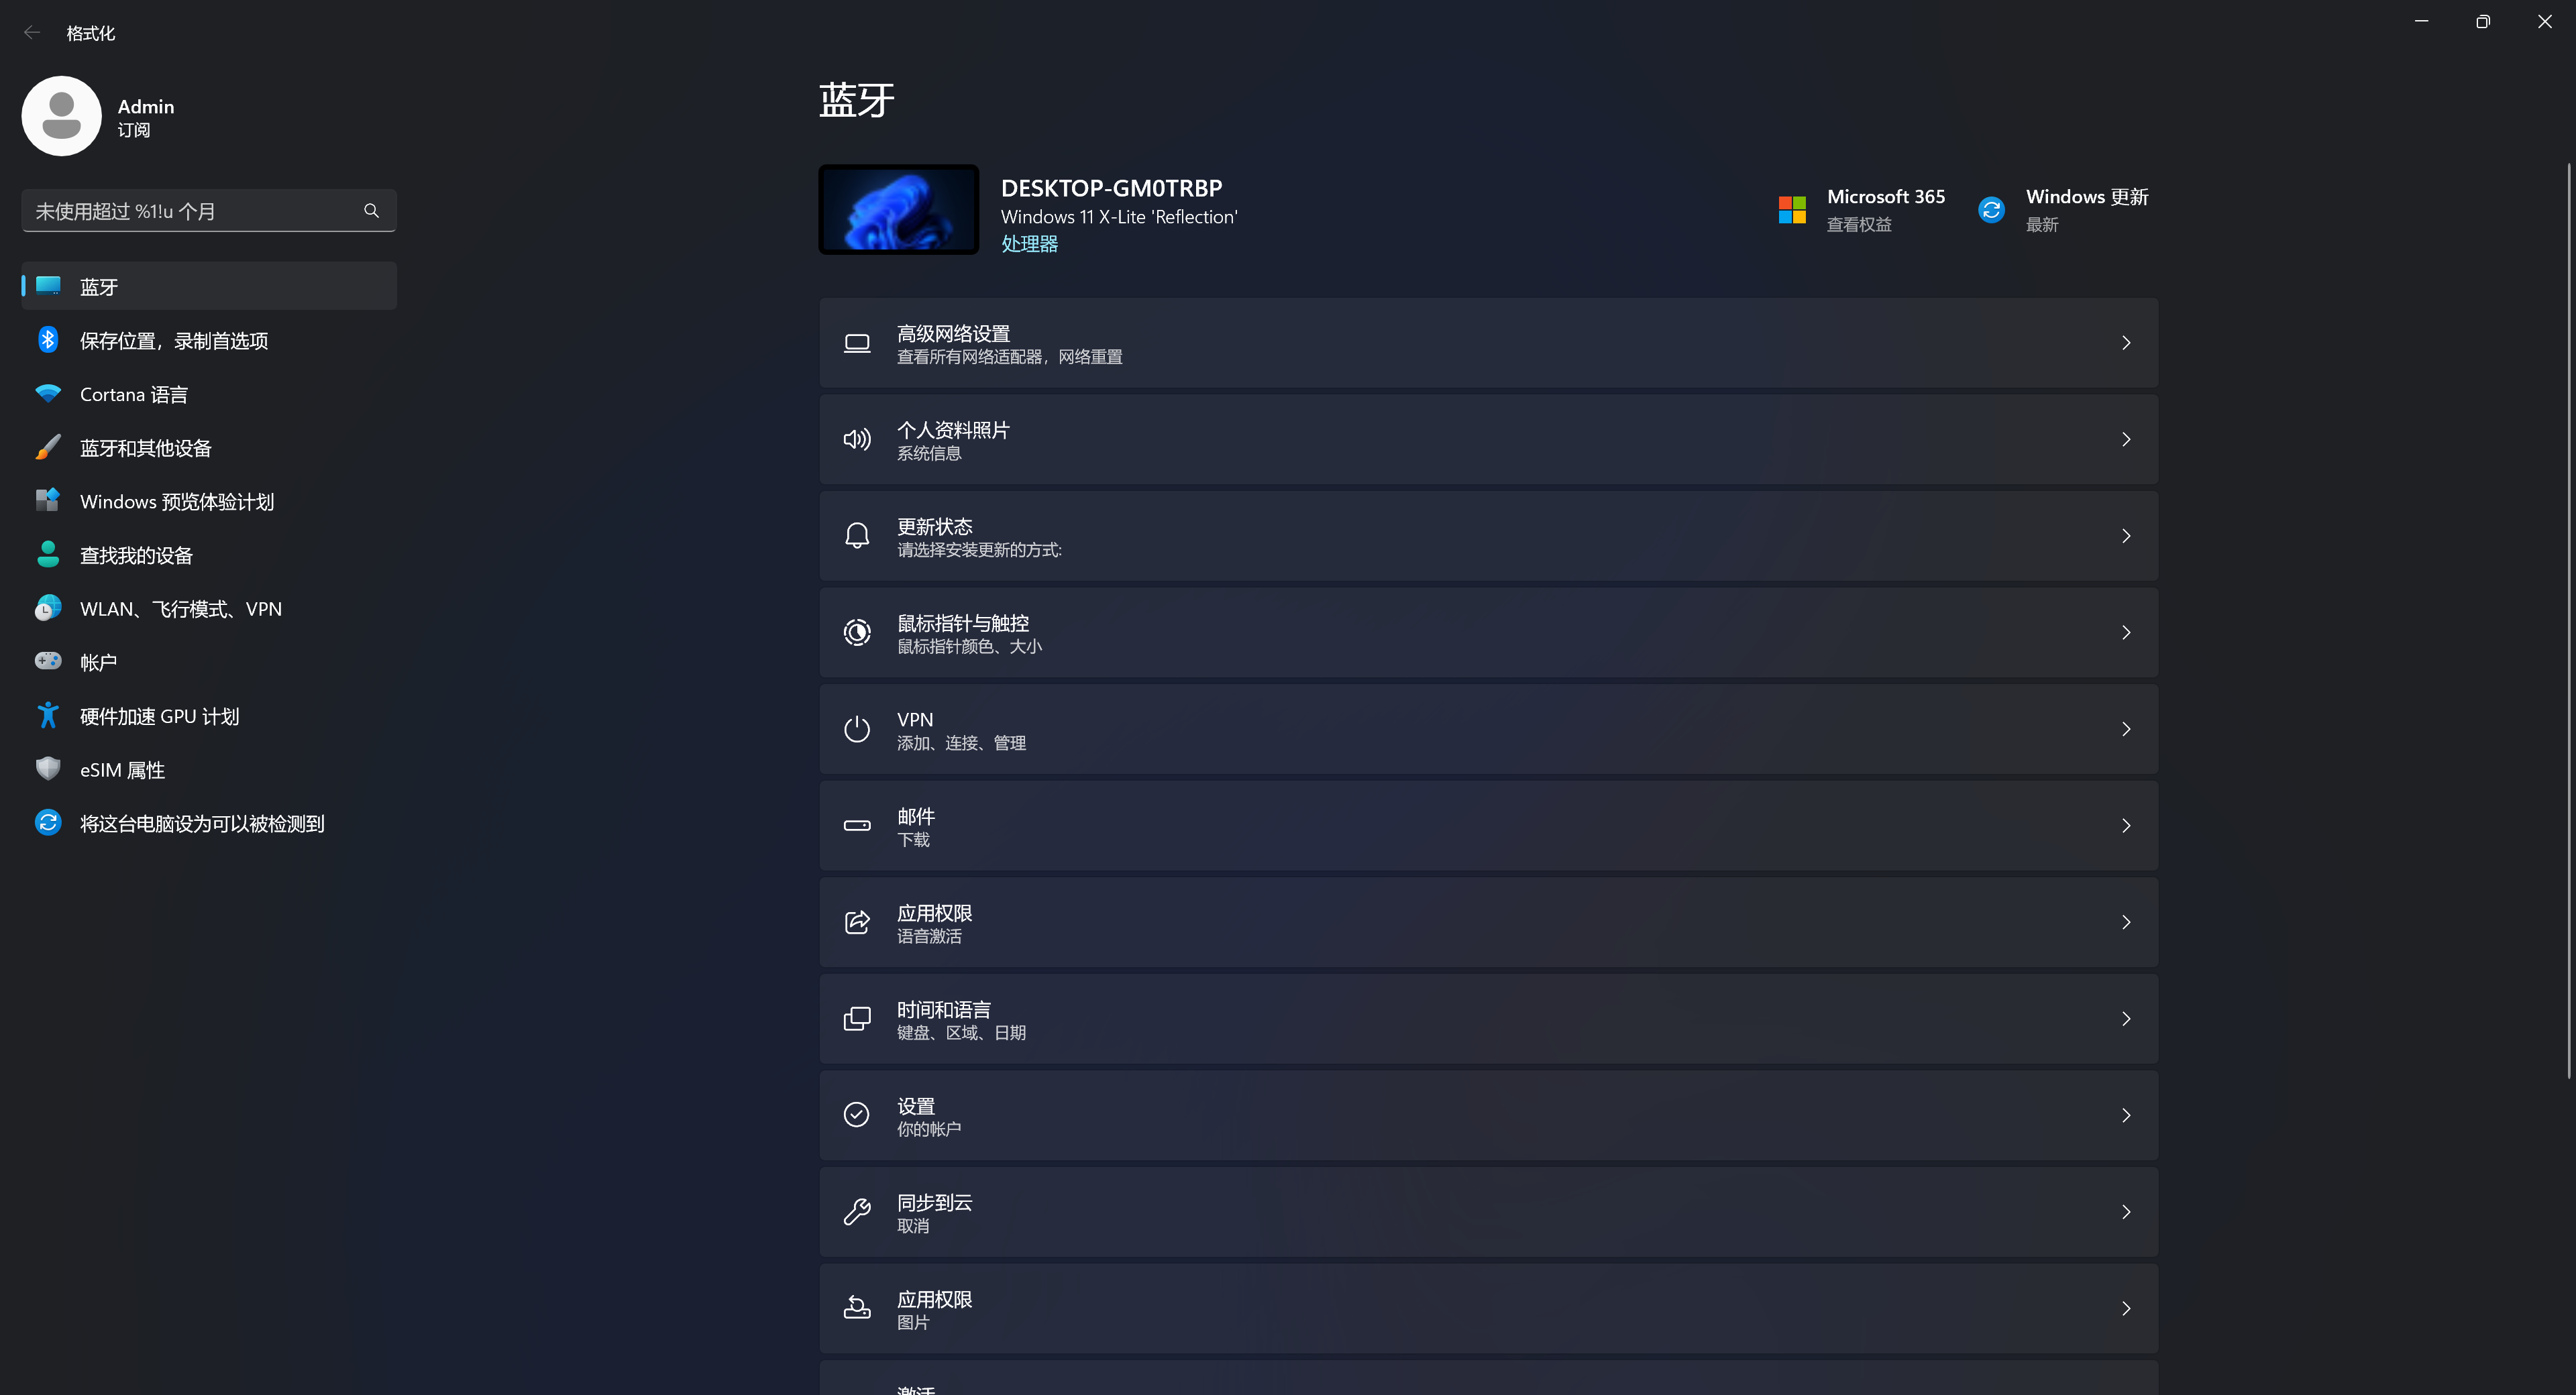 格式化
Admin
订阅
未使用超过 %1!u 个月
蓝牙
保存位置，录制首选项
Cortana 语言
蓝牙和其他设备
Windows 预览体验计划
查找我的设备
WLAN、飞行模式、VPN
帐户
硬件加速 GPU 计划
eSIM 属性
将这台电脑设为可以被检测到
蓝牙
DESKTOP-GM0TRBP
Windows 11 X-Lite 'Reflection'
处理器
Microsoft 365
查看权益
Windows 更新
最新
高级网络设置
查看所有网络适配器，网络重置
个人资料照片
系统信息
更新状态
请选择安装更新的方式:
鼠标指针与触控
鼠标指针颜色、大小
VPN
添加、连接、管理
邮件
下载
应用权限
语音激活
时间和语言
键盘、区域、日期
设置
你的帐户
同步到云
取消
应用权限
图片
激活